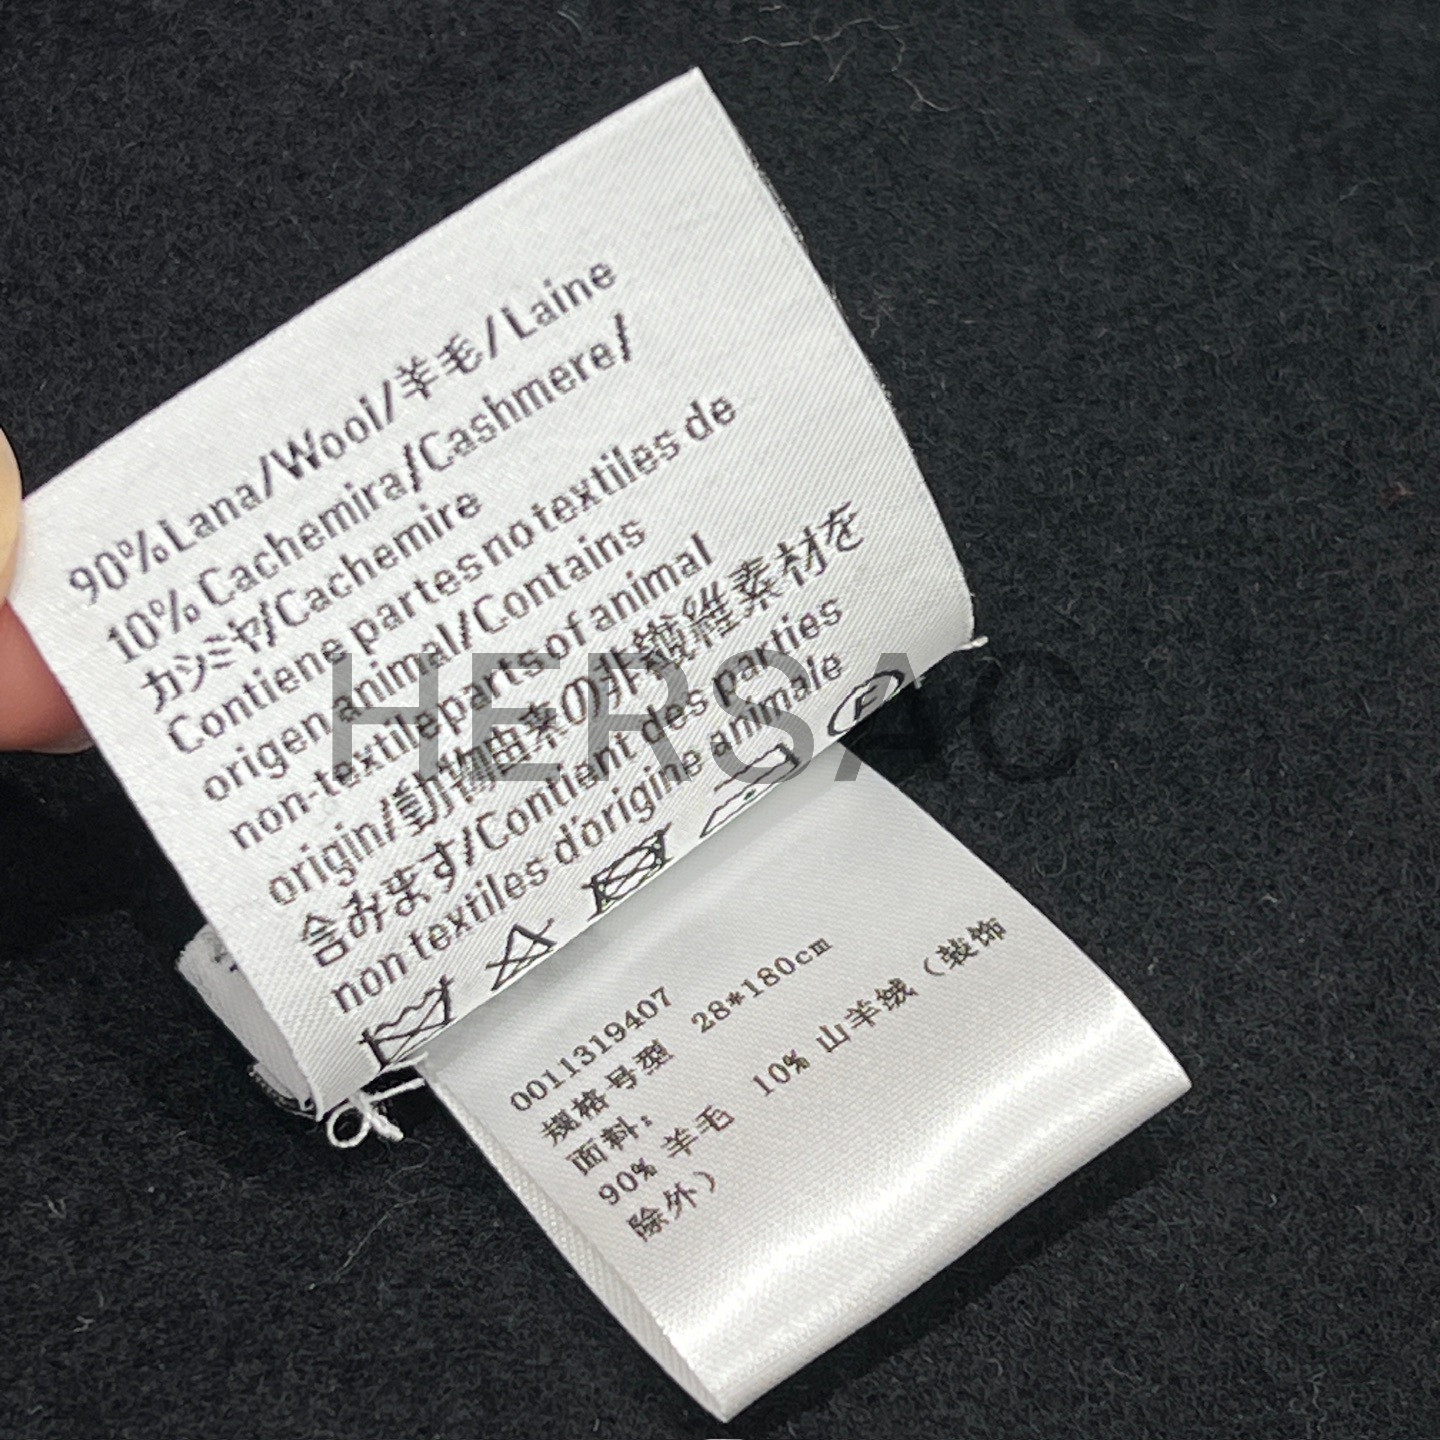 90% Lana/Wool/羊毛/Laine
10% Cachemira/Cashmere/
カシミヤ/Cachemire
Contiene partes no textiles de
origen animal/Contains
non-textile parts of animal
origin/動物由来の非繊維素材を
含みます/Contient des parties
non textiles d'origine animale
P
HERSAC
0011319407
规格号型 28*180cm
面料:
90% 羊毛 10% 山羊绒（装饰
除外）